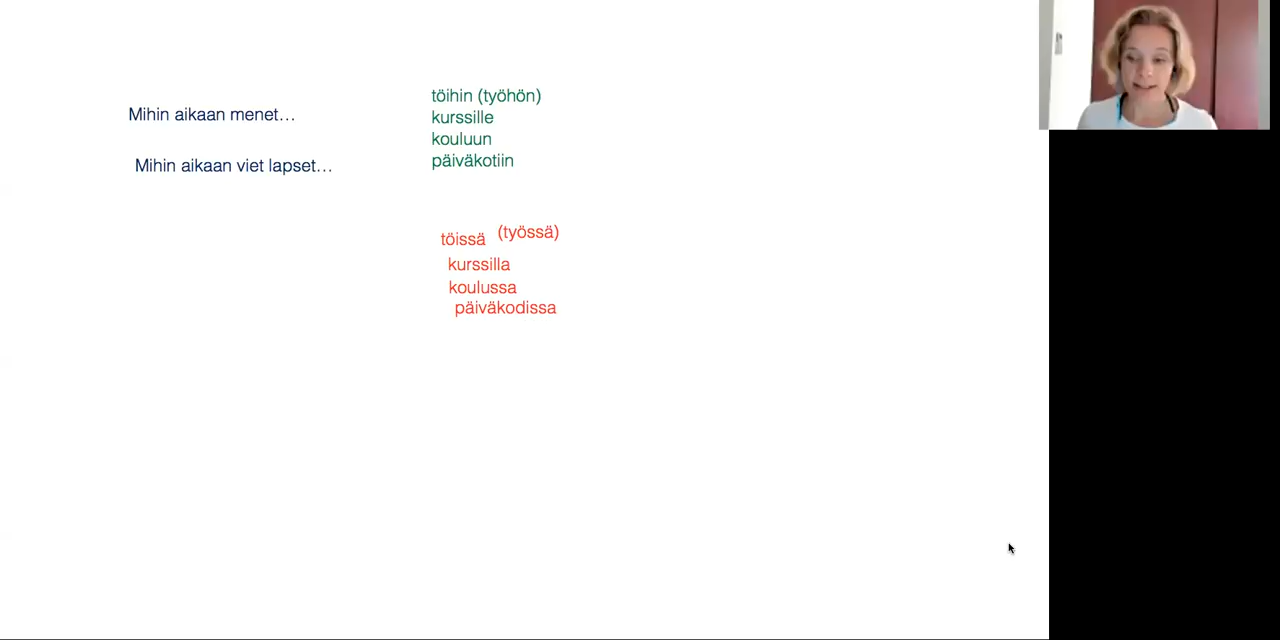 Mihin aikaan menet...
Mihin aikaan viet lapset...
töihin (työhön)
kurssille
kouluun
päiväkotiin
töissä (työssä)
kurssilla
koulussa
päiväkodissa